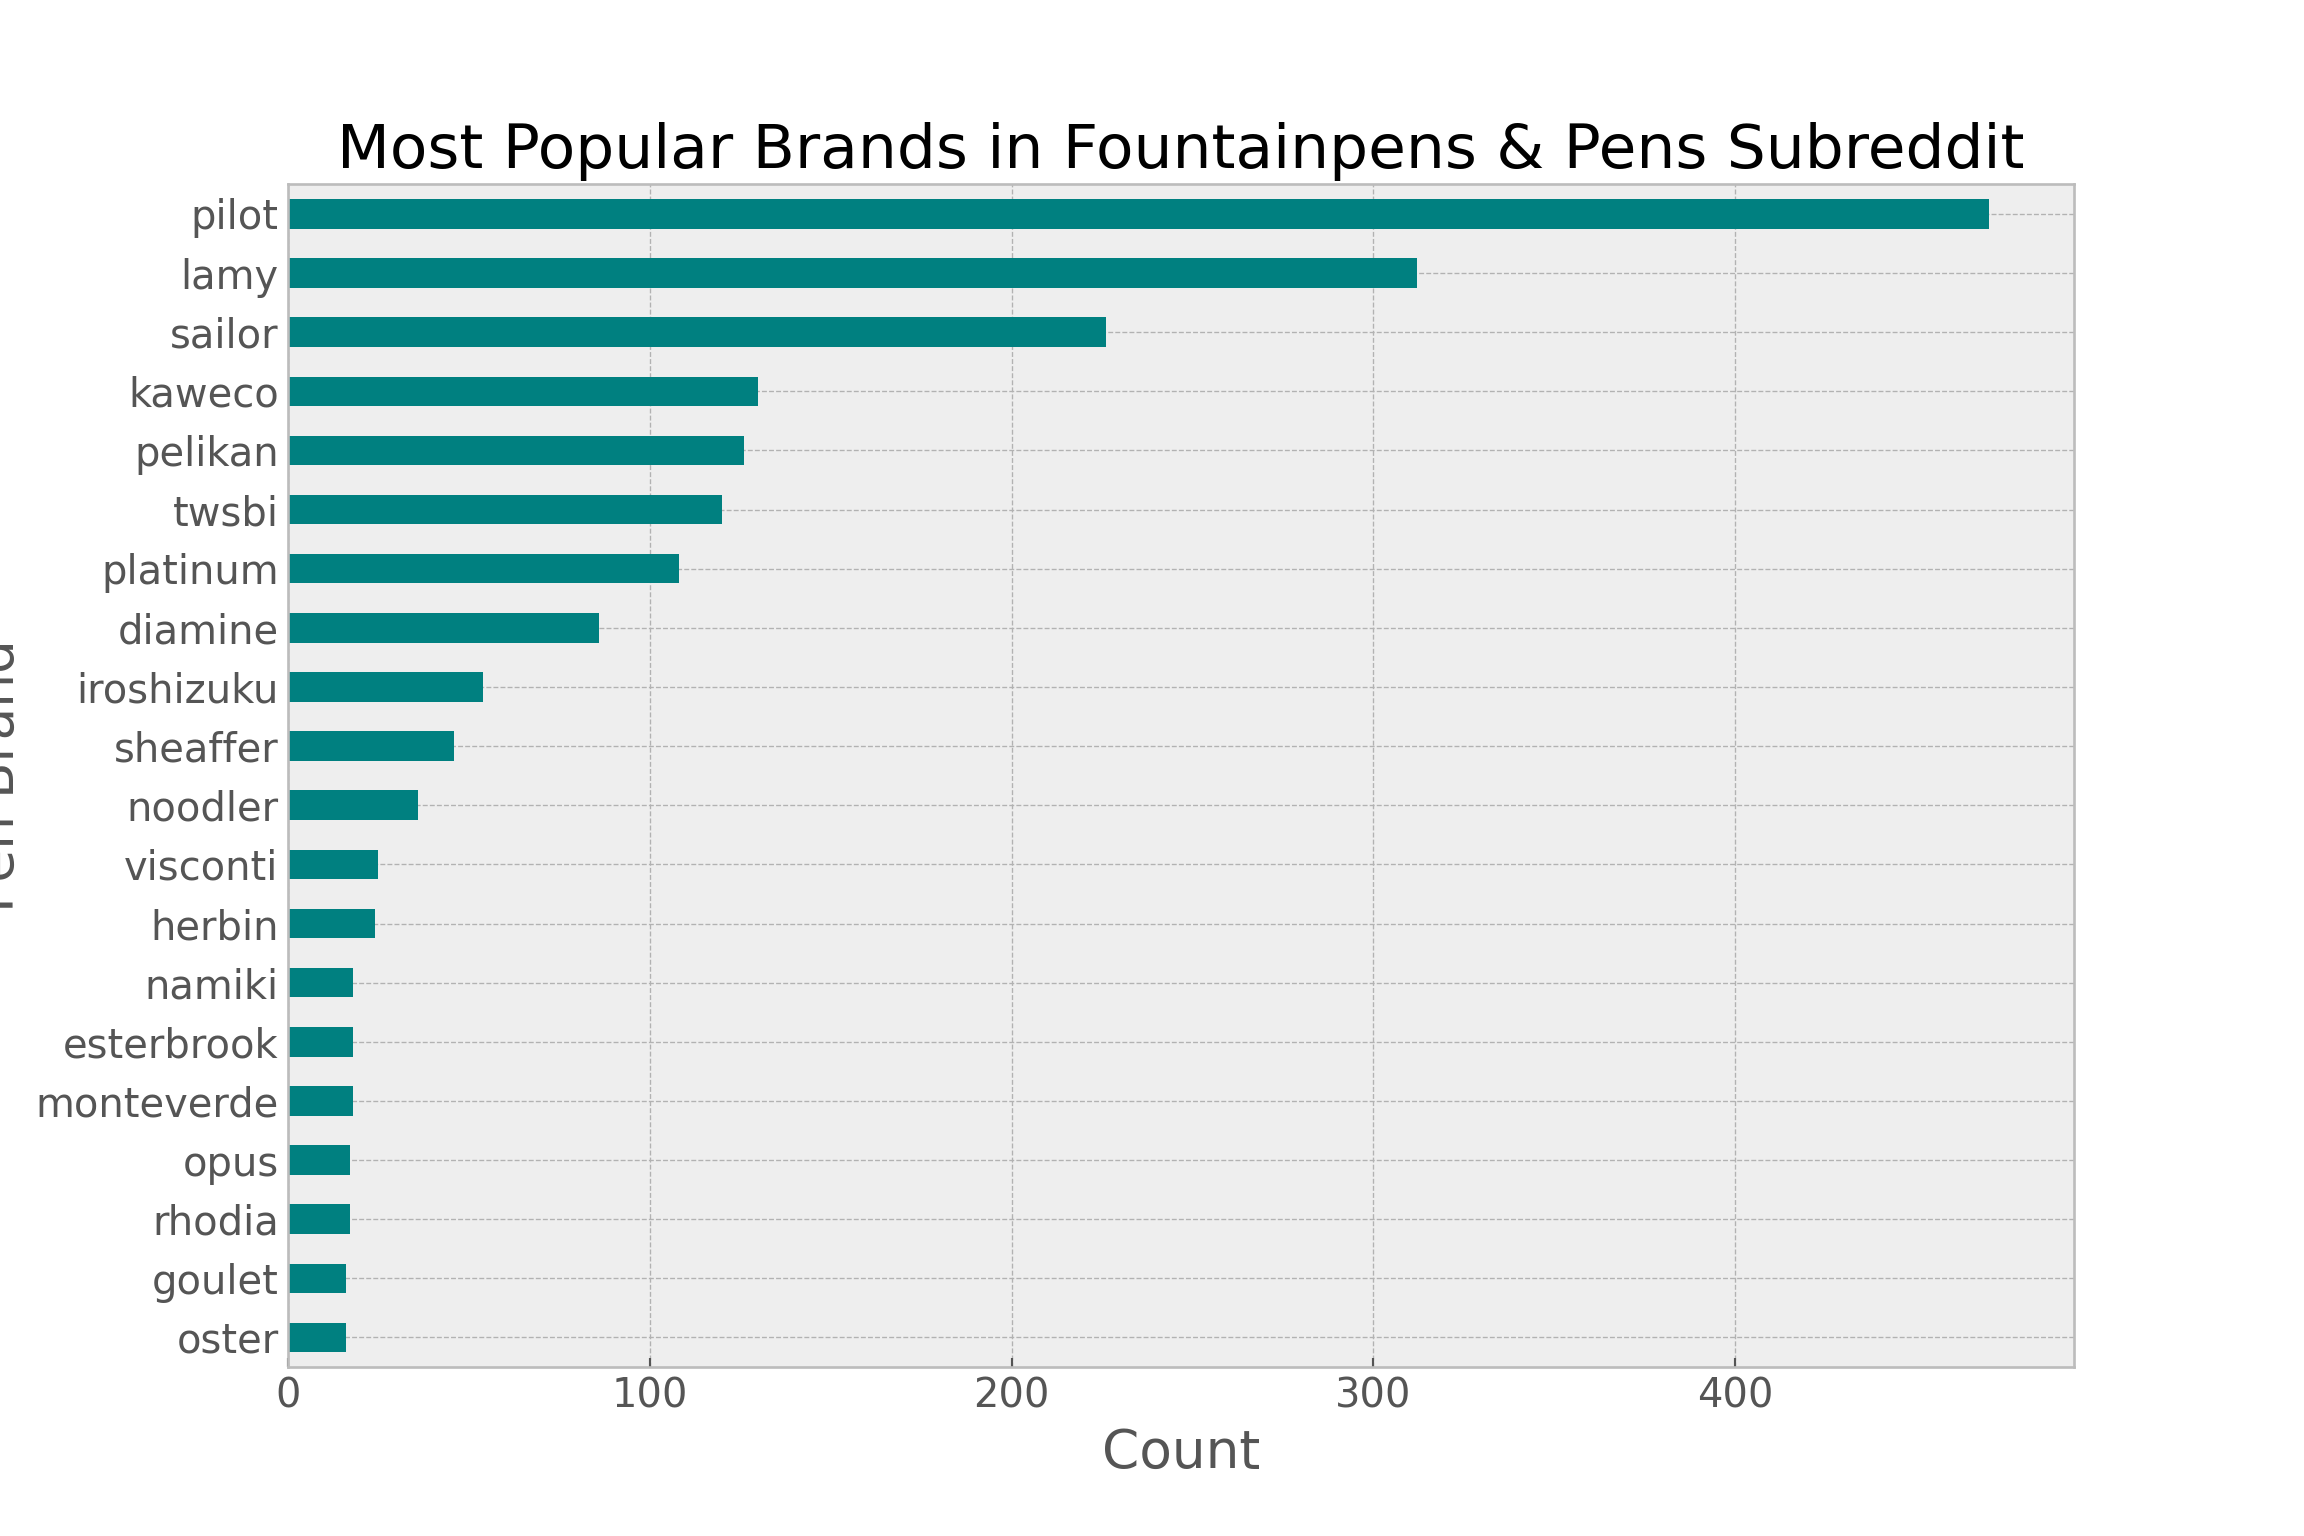 Most Popular Brands in Fountainpens & Pens Subreddit
pilot
lamy
sailor
kaweco
pelikan
twsbi
platinum
diamine
iroshizuku
sheaffer
noodler
visconti
herbin
namiki
esterbrook
monteverde
opus
rhodia
goulet
oster
0 100 200 300 400
Count